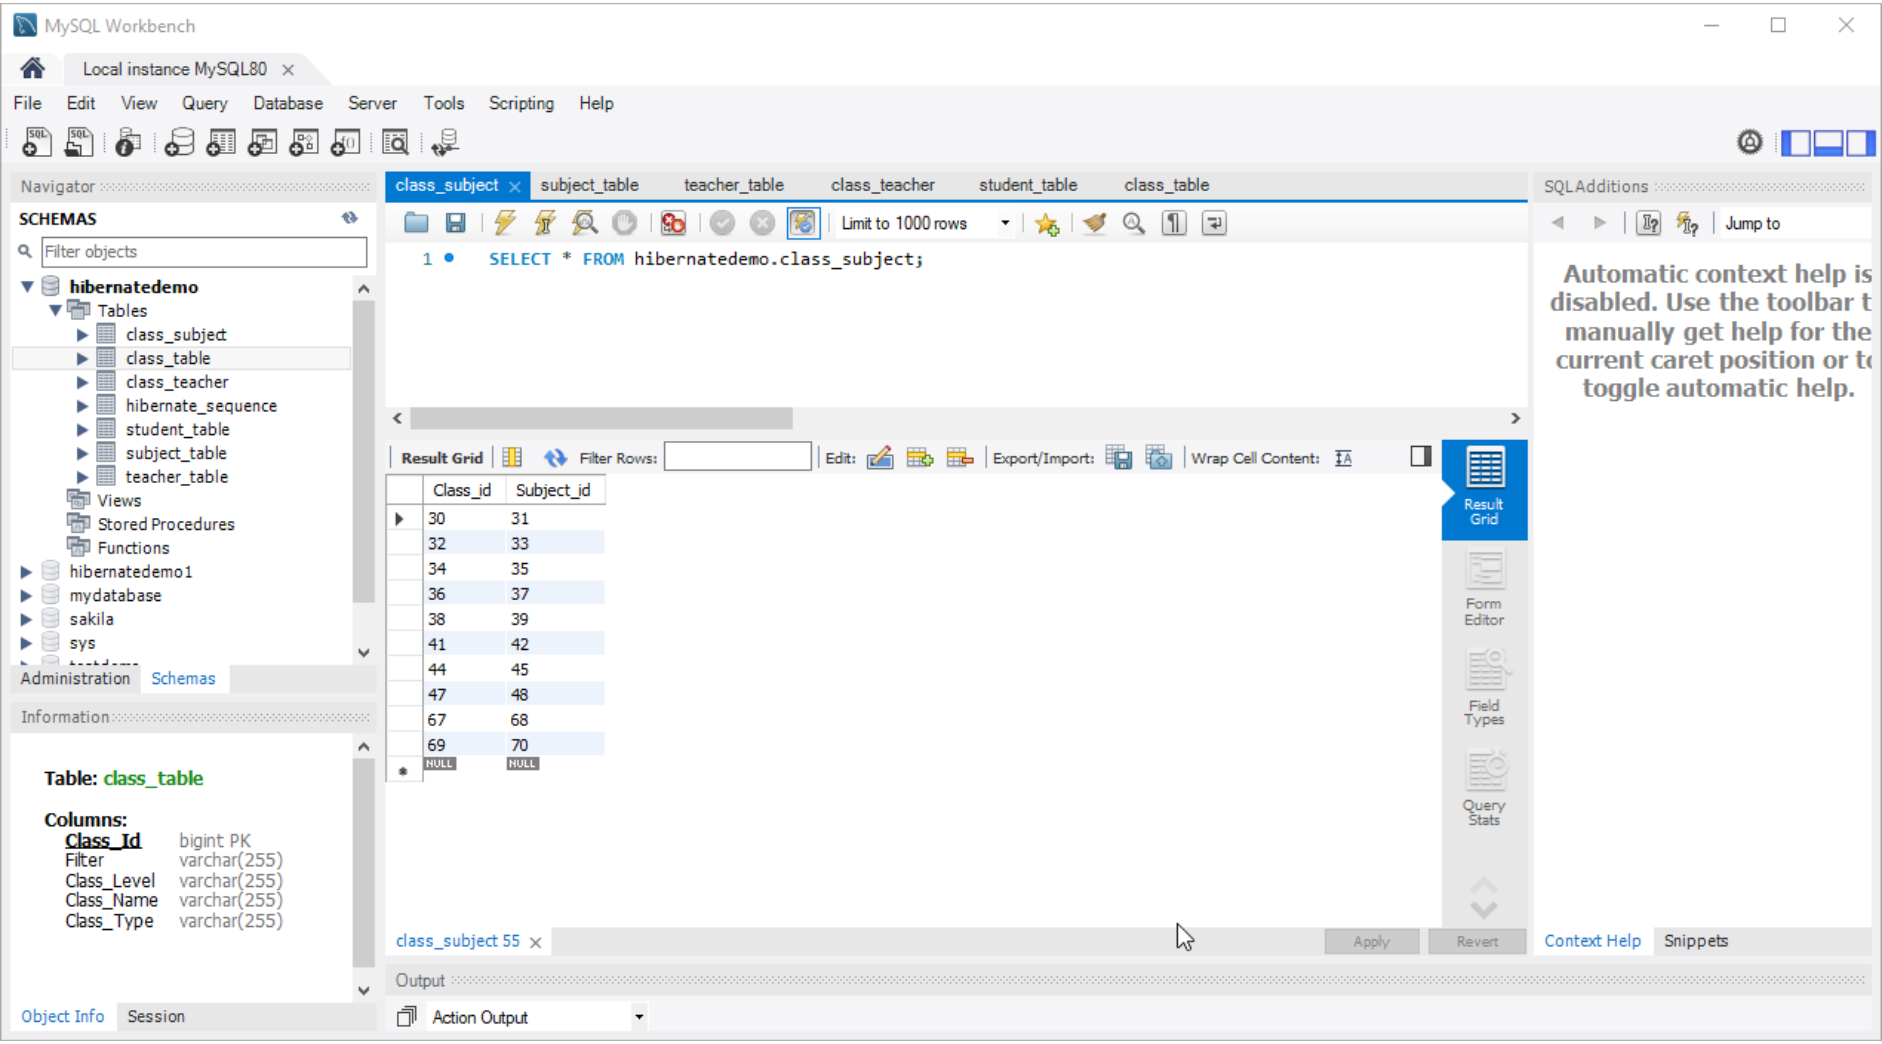 MySQL Workbench
Local instance MySQL80
File Edit View Query Database Server Tools Scripting Help
Navigator
SCHEMAS
Filter objects
hibernatedemo
Tables
class_subject
class_table
class_teacher
hibernate_sequence
student_table
subject_table
teacher_table
Views
Stored Procedures
Functions
hibernatedemo1
mydatabase
sakila
sys
Administration Schemas
Information
Table: class_table
Columns:
Class_Id bigint PK
Filter varchar(255)
Class_Level varchar(255)
Class_Name varchar(255)
Class_Type varchar(255)
Object Info Session
class_subject subject_table teacher_table class_teacher student_table class_table
Limit to 1000 rows
1 SELECT * FROM hibernatedemo.class_subject;
Result Grid Filter Rows: Edit: Export/Import: Wrap Cell Content:
Class_id Subject_id
30 31
32 33
34 35
36 37
38 39
41 42
44 45
47 48
67 68
69 70
NULL NULL
Result
Grid
Form
Editor
Field
Types
Query
Stats
class_subject 55
Apply Revert
Output
Action Output
SQLAdditions
Jump to
Automatic context help is
disabled. Use the toolbar t
manually get help for the
current caret position or to
toggle automatic help.
Context Help Snippets